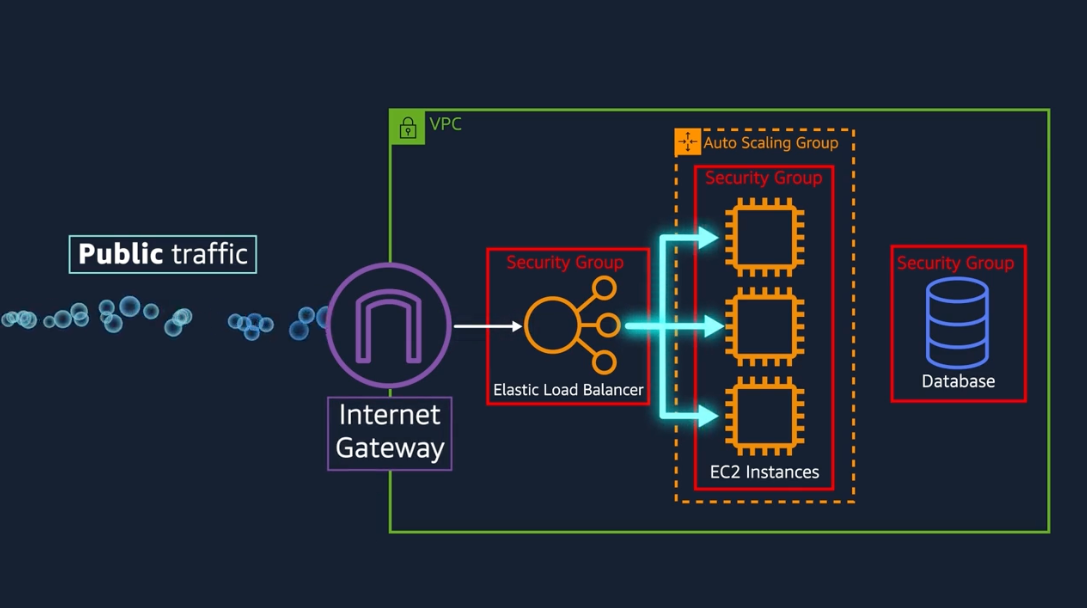 VPC
Auto Scaling Group
Security Group
Public traffic
Security Group
Security Group
Elastic Load Balancer
Database
Internet
Gateway
EC2 Instances